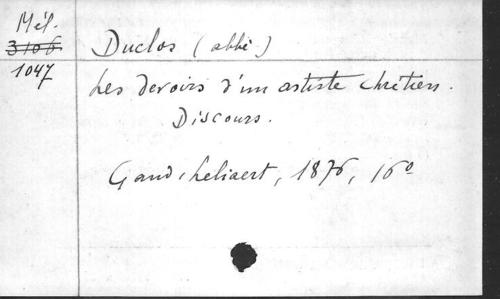 Mél.
3106
1047
Duclos (abbé)
Les devoirs d'un artiste chrétien.
Discours.
Gand, Leliaert, 1876, 16°